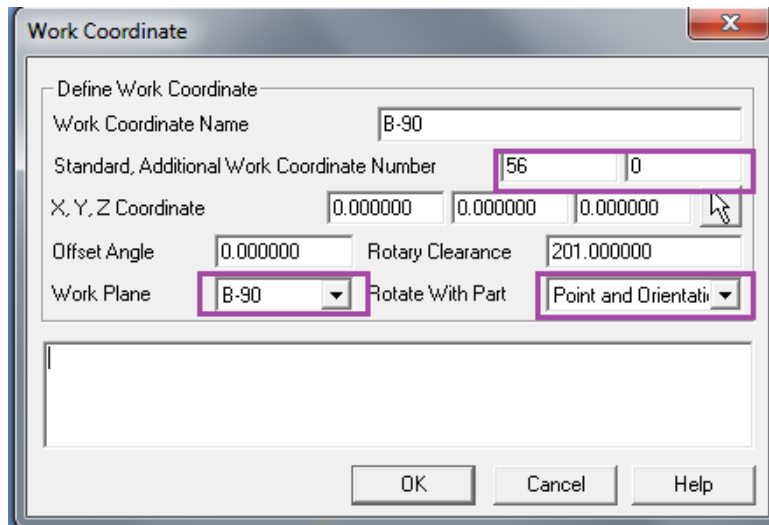 Work Coordinate
Define Work Coordinate
Work Coordinate Name B-90
Standard, Additional Work Coordinate Number 56 0
X, Y, Z Coordinate 0.000000 0.000000 0.000000
Offset Angle 0.000000 Rotary Clearance 201.000000
Work Plane B-90 Rotate With Part Point and Orientati
OK Cancel Help